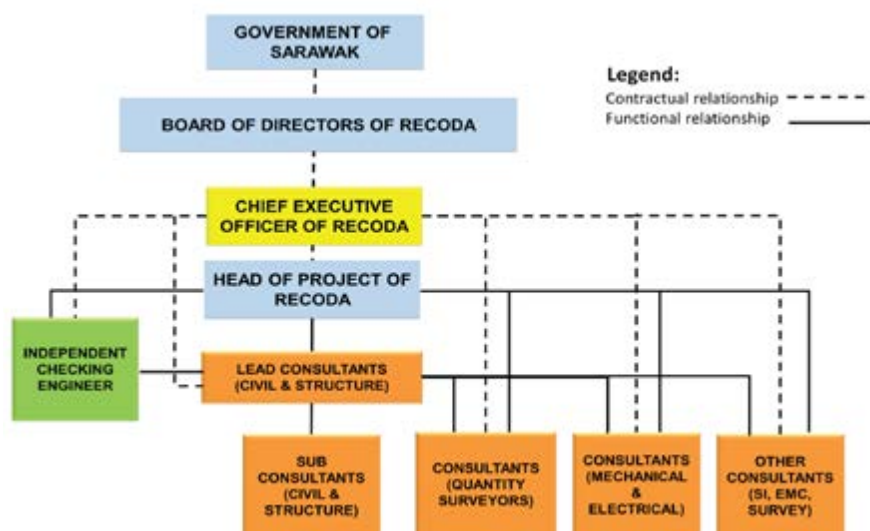 GOVERNMENT OF
SARAWAK
Legend:
Contractual relationship
Functional relationship
BOARD OF DIRECTORS OF RECODA
CHIEF EXECUTIVE
OFFICER OF RECODA
HEAD OF PROJECT OF
RECODA
INDEPENDENT
CHECKING
ENGINEER
LEAD CONSULTANTS
(CIVIL & STRUCTURE)
SUB
CONSULTANTS
(CIVIL &
STRUCTURE)
CONSULTANTS
(QUANTITY
SURVEYORS)
CONSULTANTS
(MECHANICAL
&
ELECTRICAL)
OTHER
CONSULTANTS
(SI, EMC,
SURVEY)